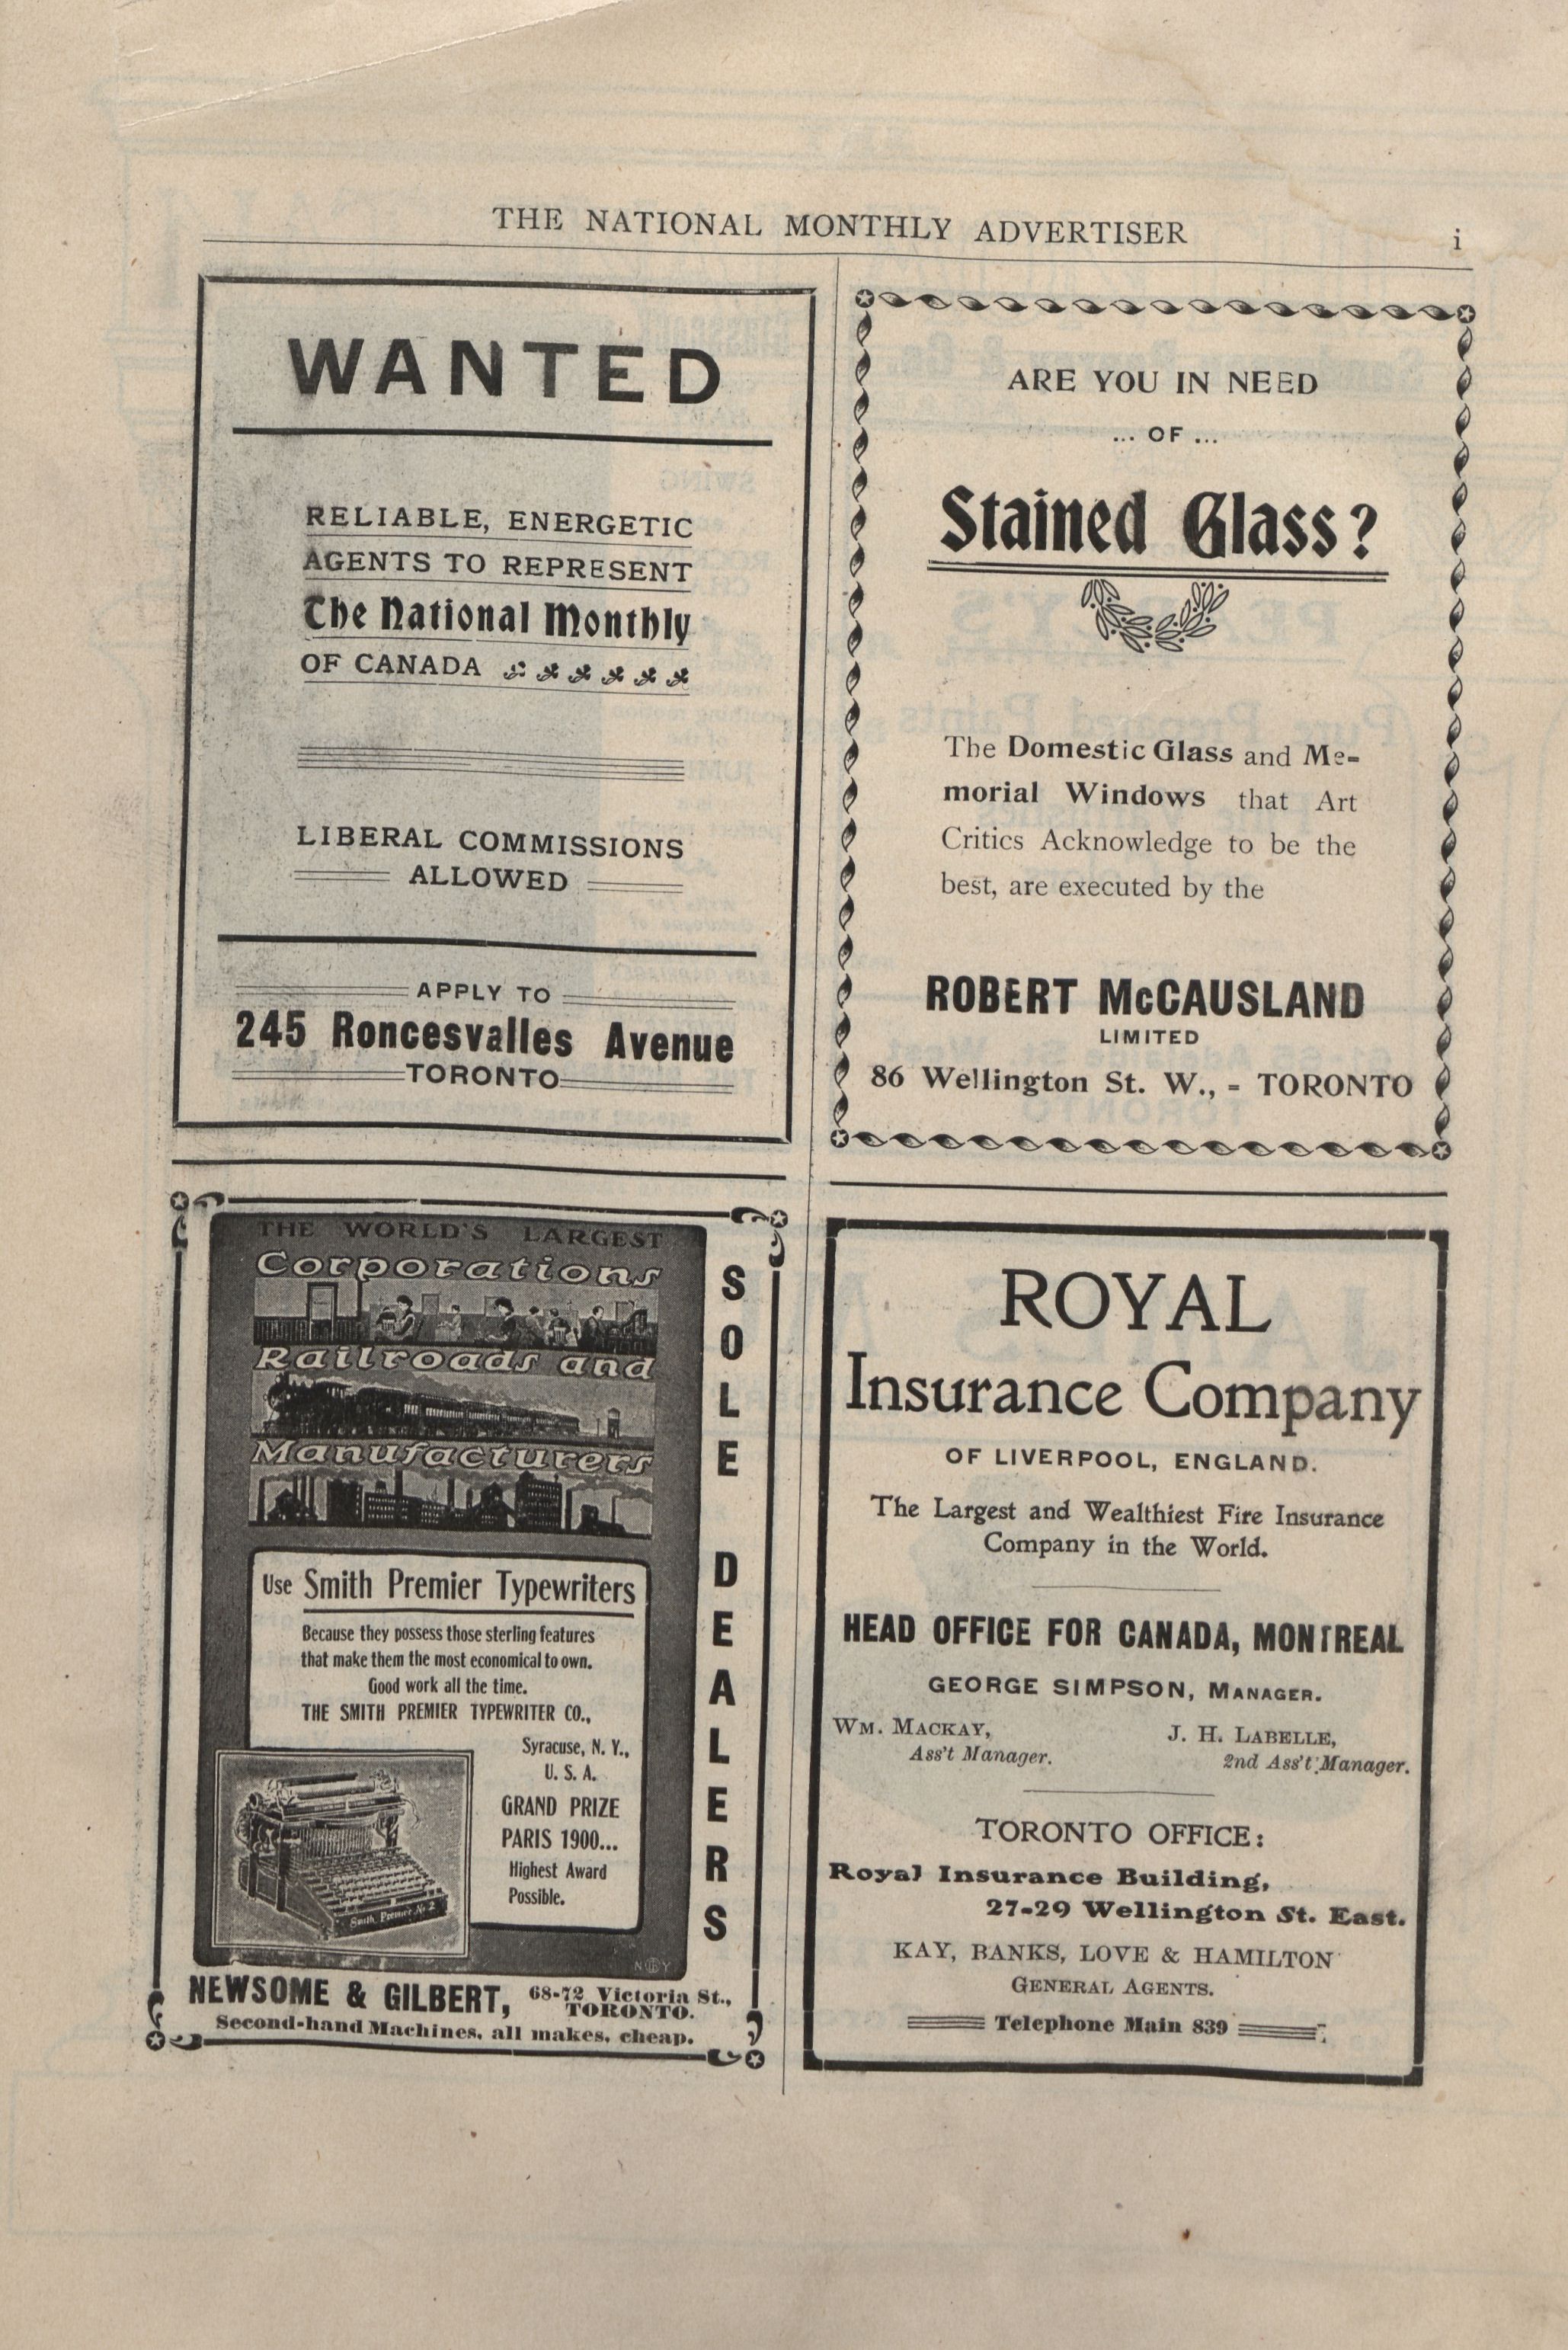 THE NATIONAL MONTHLY ADVERTISER
i
WANTED
RELIABLE, ENERGETIC
AGENTS TO REPRESENT
The National Monthly
OF CANADA
LIBERAL COMMISSIONS
ALLOWED
APPLY TO
245 Roncesvalles Avenue
TORONTO
ARE YOU IN NEED
... OF ...
Stained Glass?
The Domestic Glass and Me-
morial Windows that Art
Critics Acknowledge to be the
best, are executed by the
ROBERT McCAUSLAND
LIMITED
86 Wellington St. W., - TORONTO
THE WORLD'S LARGEST
Corporations
Railroads and
Manufacturers
Use Smith Premier Typewriters
Because they possess those sterling features
that make them the most economical to own.
Good work all the time.
THE SMITH PREMIER TYPEWRITER CO.,
Syracuse, N. Y.,
U. S. A.
GRAND PRIZE
PARIS 1900...
Highest Award
Possible.
Smith Premier No 2
SOLE DEALERS
NEWSOME & GILBERT, 68-72 Victoria St.,
TORONTO.
Second-hand Machines, all makes, cheap.
ROYAL
Insurance Company
OF LIVERPOOL, ENGLAND.
The Largest and Wealthiest Fire Insurance
Company in the World.
HEAD OFFICE FOR CANADA, MONTREAL
GEORGE SIMPSON, MANAGER.
WM. MACKAY,
Ass't Manager.
J. H. LABELLE,
2nd Ass't Manager.
TORONTO OFFICE:
Royal Insurance Building,
27-29 Wellington St. East.
KAY, BANKS, LOVE & HAMILTON
GENERAL AGENTS.
Telephone Main 839